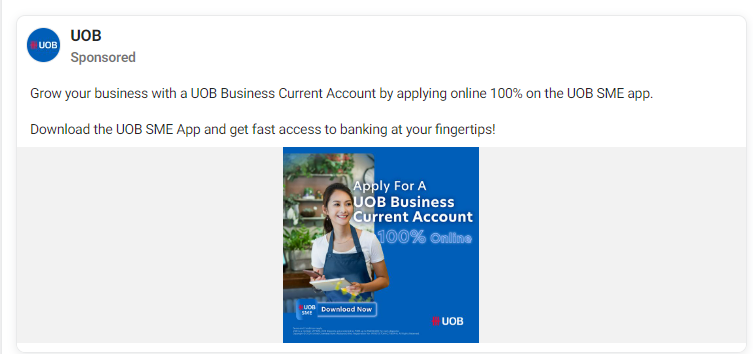 UOB
UOB
Sponsored
Grow your business with a UOB Business Current Account by applying online 100% on the UOB SME app.
Download the UOB SME App and get fast access to banking at your fingertips!
Apply For A
UOB Business
Current Account
100% Online
UOB
SME
Download Now
UOB